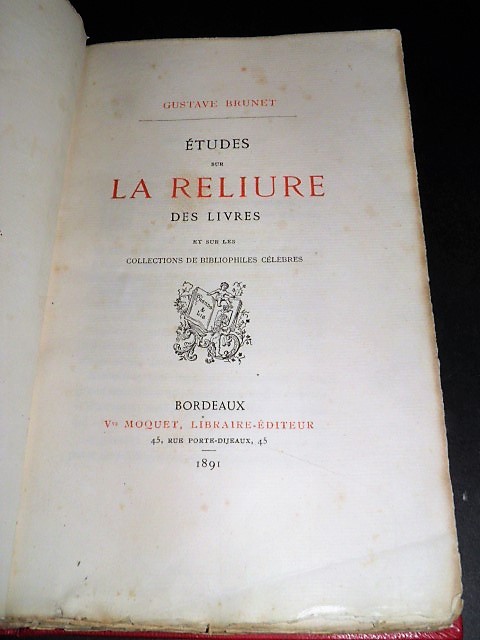 GUSTAVE BRUNET
ÉTUDES
SUR
LA RELIURE
DES LIVRES
ET SUR LES
COLLECTIONS DE BIBLIOPHILES CÉLÈBRES
BORDEAUX
Vve MOQUET, LIBRAIRE-ÉDITEUR
45, RUE PORTE-DIJEAUX, 45
1891